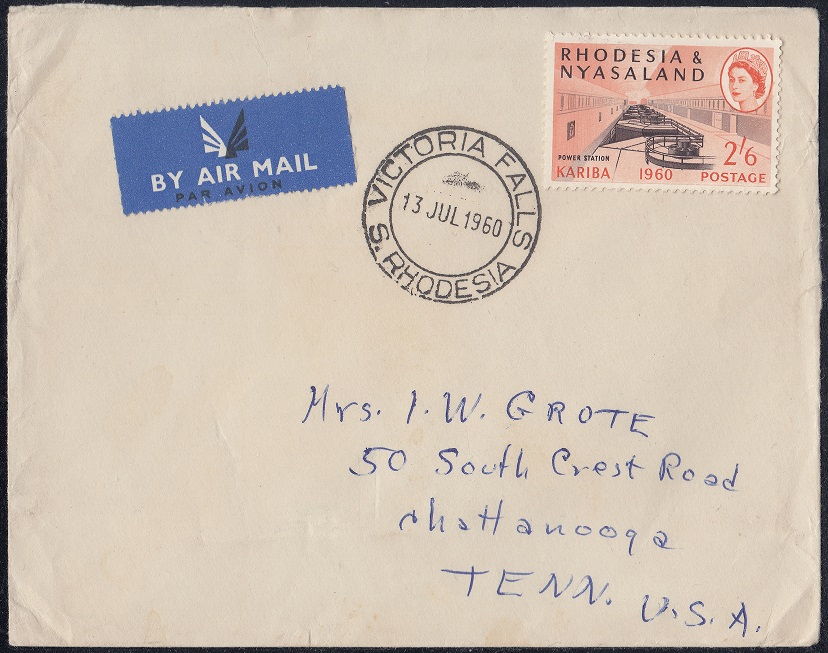 RHODESIA &
NYASALAND
POWER STATION
2/6
KARIBA 1960 POSTAGE
BY AIR MAIL
PAR AVION
VICTORIA FALLS
13 JUL 1960
S. RHODESIA
Mrs. I. W. GROTE
50 South Crest Road
Chattanooga
TENN. U.S.A.